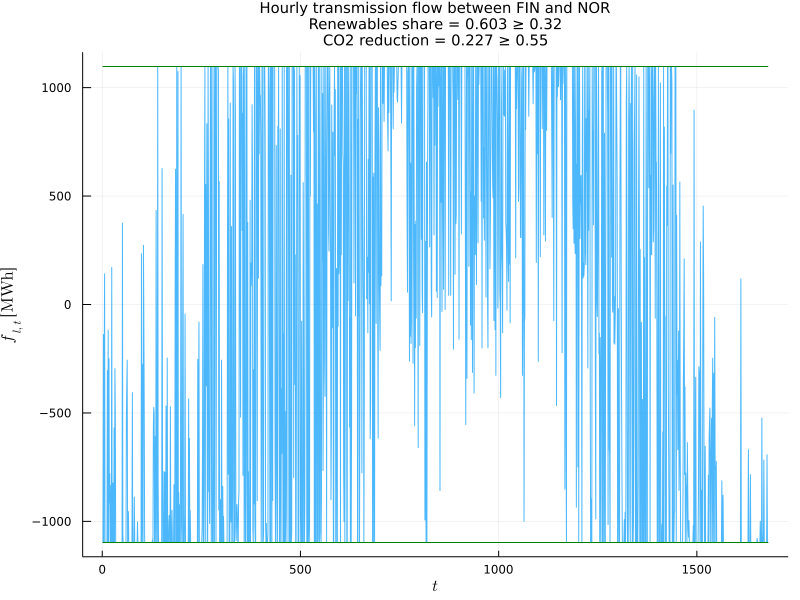 Hourly transmission flow between FIN and NOR
Renewables share = 0.603 ≥ 0.32
CO2 reduction = 0.227 ≥ 0.55
1000
500
0
−500
−1000
f_{l,t} [MWh]
0
500
1000
1500
t